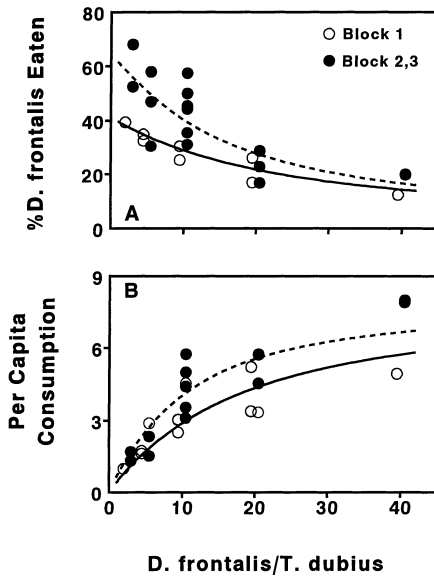 80
60
40
20
0
%D. frontalis Eaten
Block 1
Block 2,3
A
9
6
3
0
Per Capita
Consumption
B
0 10 20 30 40
D. frontalis/T. dubius